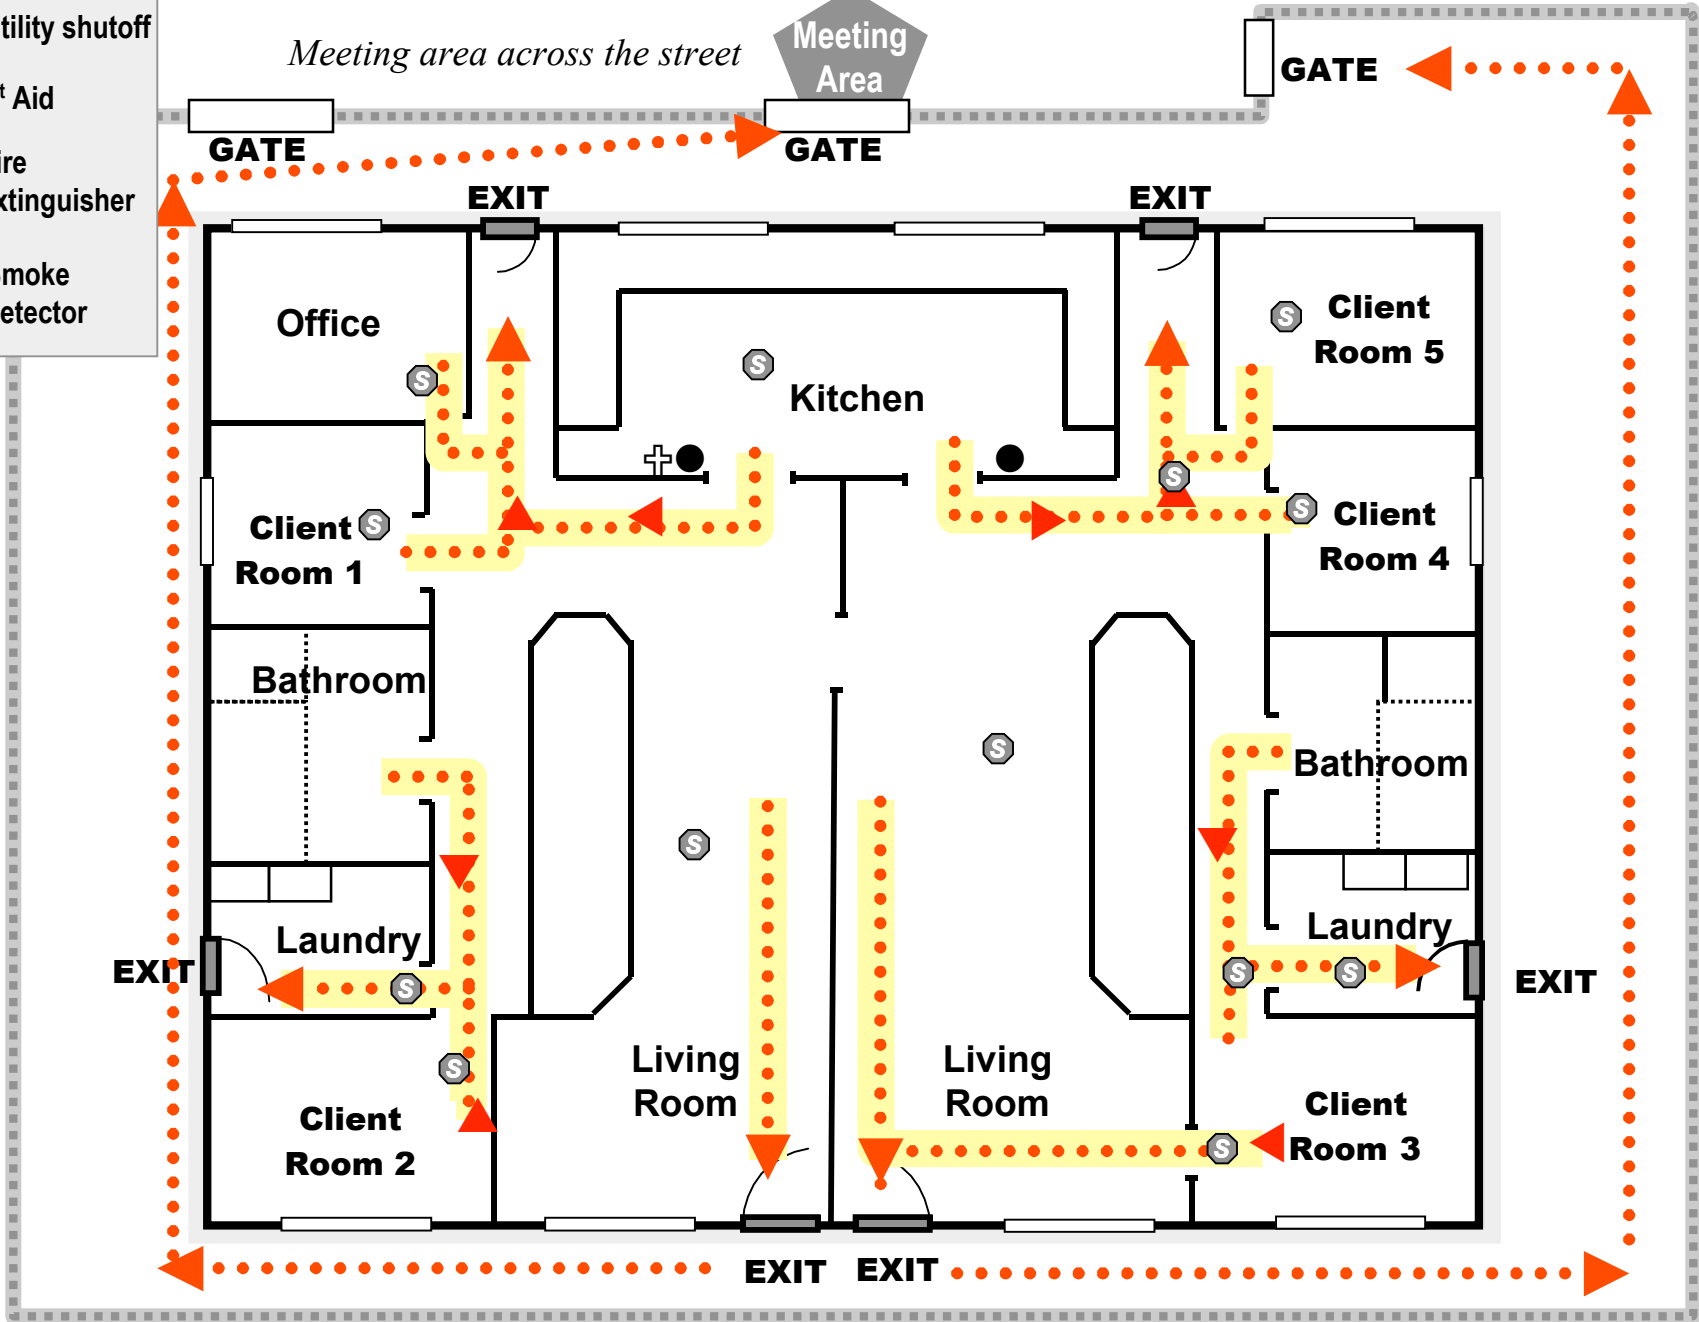 tility shutoff
t Aid
ire
xtinguisher
moke
etector
Meeting area across the street
Meeting
Area
GATE
GATE
GATE
EXIT
EXIT
Office
S
S
Kitchen
S
Client
Room 5
Client
Room 1
S
S
S
Client
Room 4
Bathroom
Bathroom
S
S
Laundry
Laundry
EXIT
S
S
S
EXIT
S
Living
Room
Living
Room
Client
Room 2
S
Client
Room 3
EXIT
EXIT